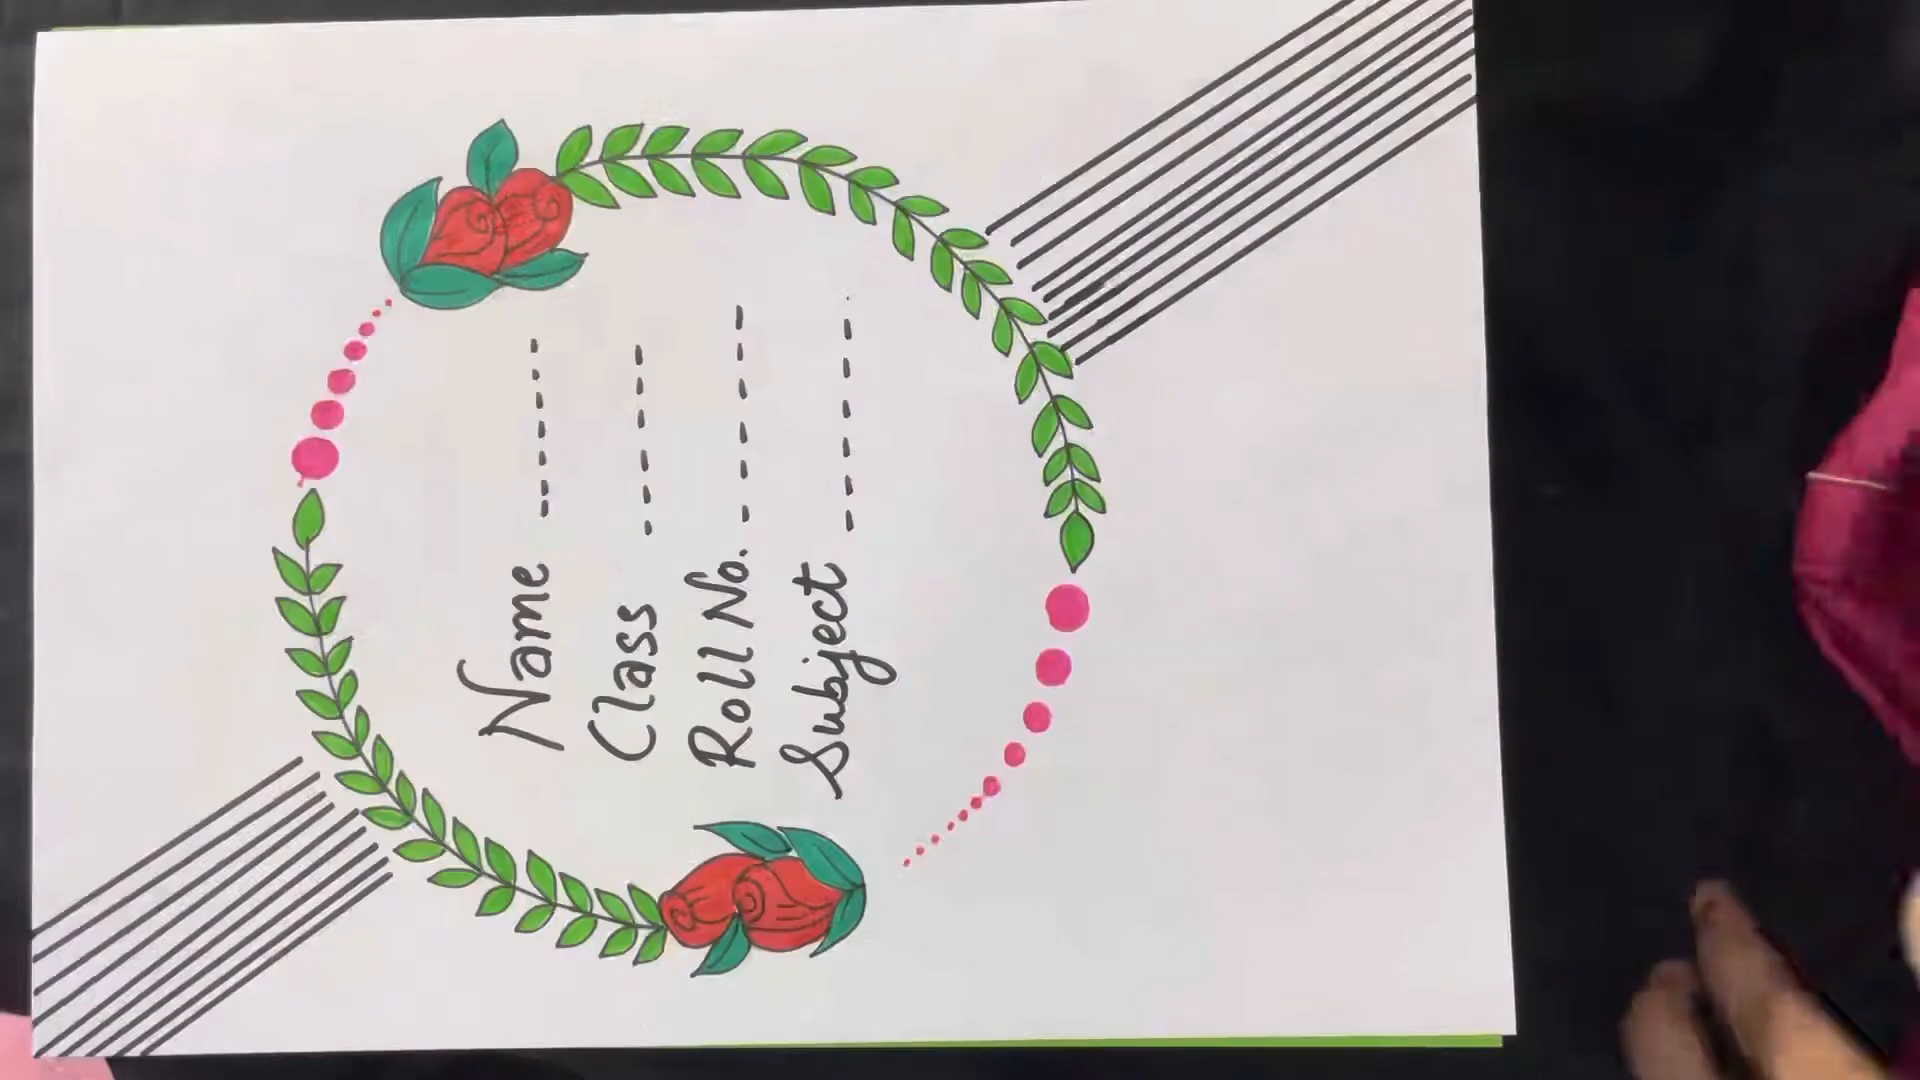 Name ------
Class -----
Roll No. ------
Subject ------